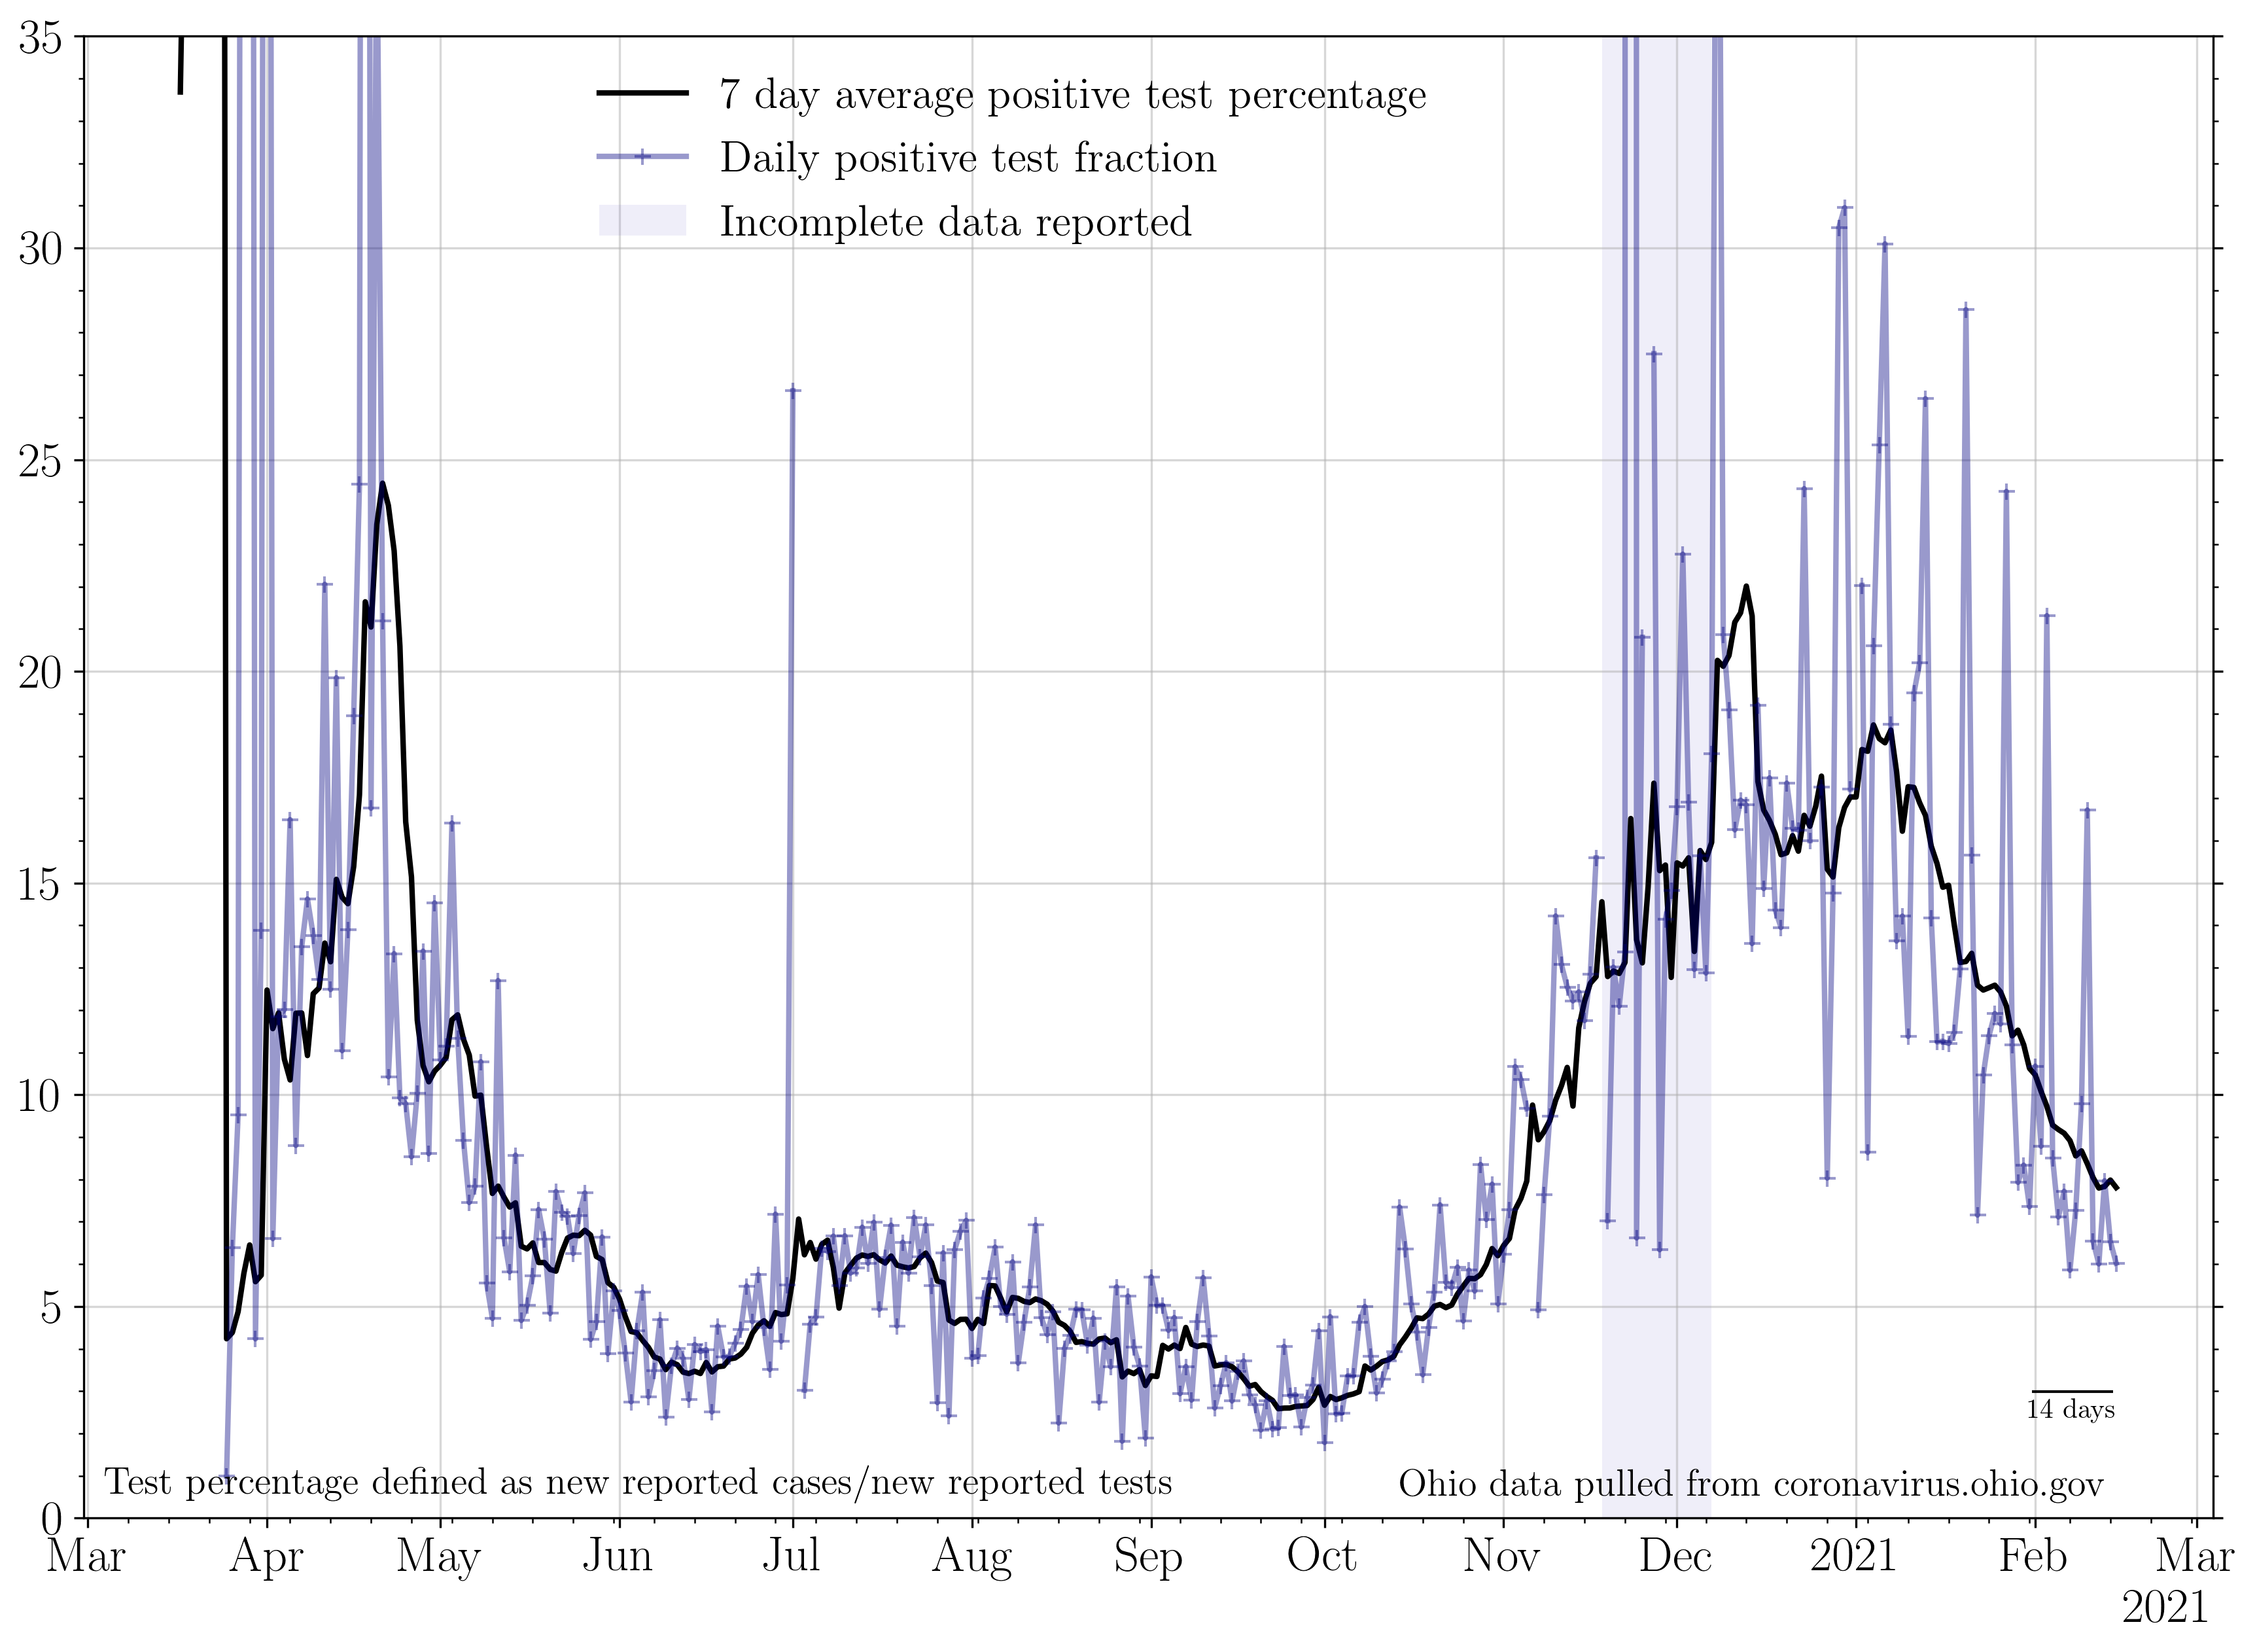 35
30
25
20
15
10
5
0
7 day average positive test percentage
Daily positive test fraction
Incomplete data reported
14 days
Test percentage defined as new reported cases/new reported tests
Ohio data pulled from coronavirus.ohio.gov
Mar Apr May Jun Jul Aug Sep Oct Nov Dec 2021 Feb Mar
2021